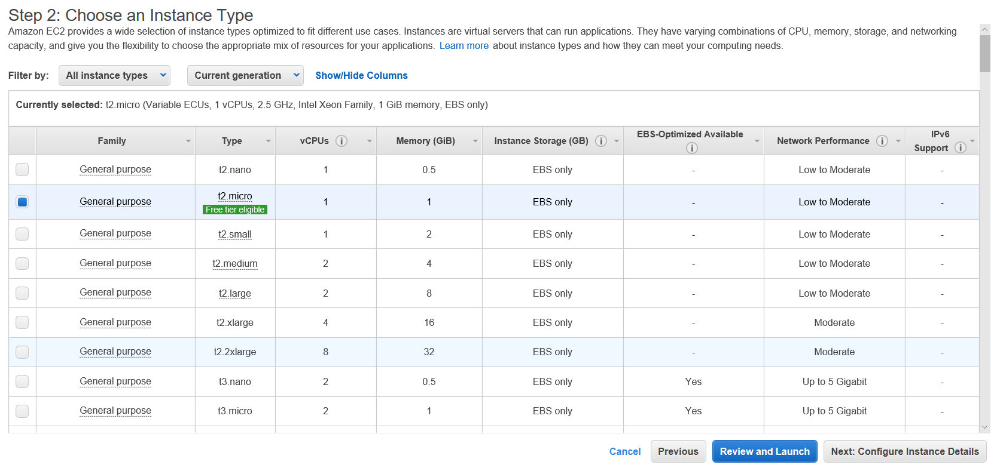 Step 2: Choose an Instance Type
Amazon EC2 provides a wide selection of instance types optimized to fit different use cases. Instances are virtual servers that can run applications. They have varying combinations of CPU, memory, storage, and networking
capacity, and give you the flexibility to choose the appropriate mix of resources for your applications. Learn more about instance types and how they can meet your computing needs.
Filter by: All instance types Current generation Show/Hide Columns
Currently selected: t2.micro (Variable ECUs, 1 vCPUs, 2.5 GHz, Intel Xeon Family, 1 GiB memory, EBS only)
Family Type vCPUs i Memory (GiB) Instance Storage (GB) i EBS-Optimized Available i Network Performance i IPv6 Support i
General purpose t2.nano 1 0.5 EBS only - Low to Moderate -
General purpose t2.micro Free tier eligible 1 1 EBS only - Low to Moderate -
General purpose t2.small 1 2 EBS only - Low to Moderate -
General purpose t2.medium 2 4 EBS only - Low to Moderate -
General purpose t2.large 2 8 EBS only - Low to Moderate -
General purpose t2.xlarge 4 16 EBS only - Moderate -
General purpose t2.2xlarge 8 32 EBS only - Moderate -
General purpose t3.nano 2 0.5 EBS only Yes Up to 5 Gigabit -
General purpose t3.micro 2 1 EBS only Yes Up to 5 Gigabit -
Cancel Previous Review and Launch Next: Configure Instance Details